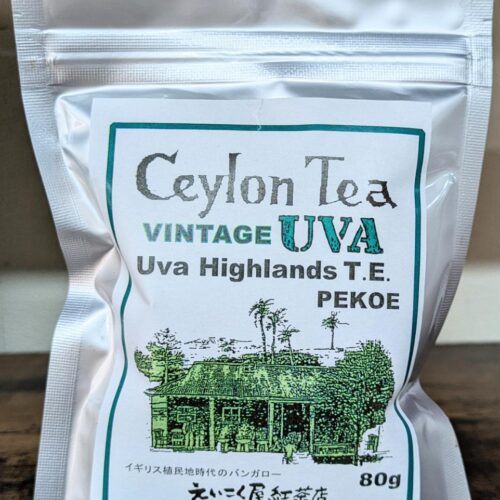 Ceylon Tea
VINTAGE UVA
Uva Highlands T.E.
PEKOE
イギリス植民地時代のバンガロー
えいこく屋紅茶店
80g